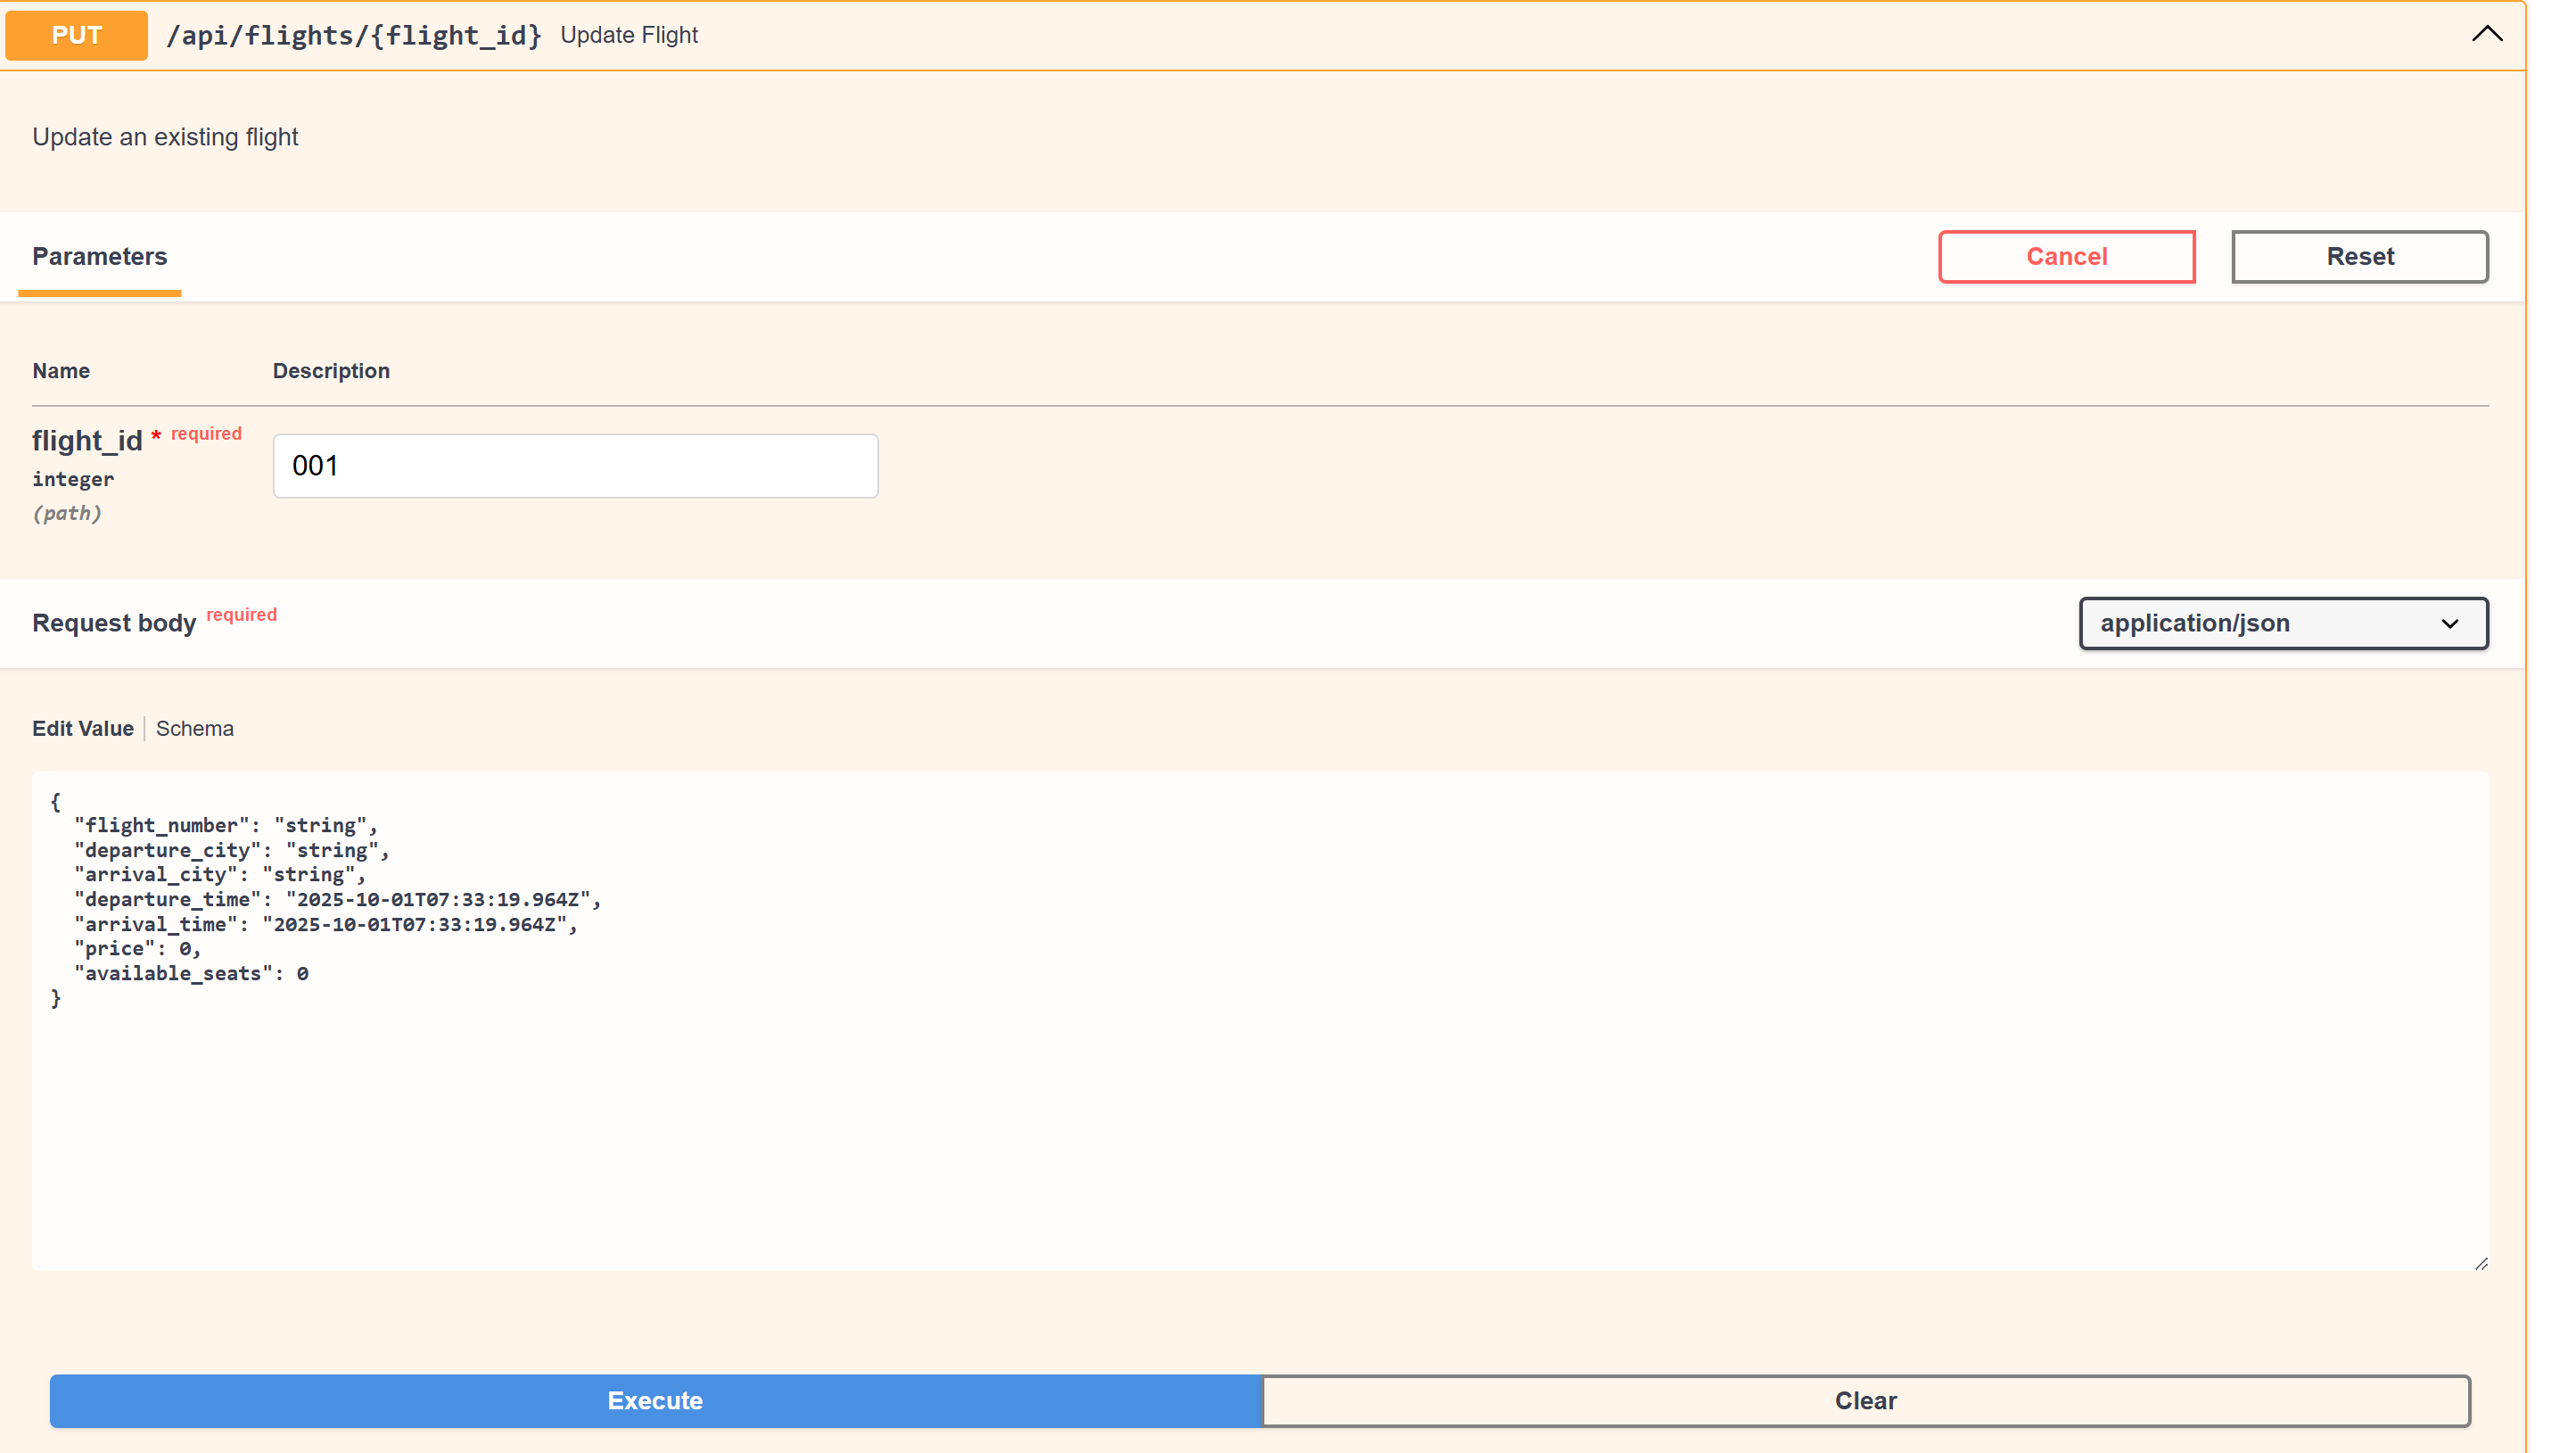 PUT /api/flights/{flight_id} Update Flight
Update an existing flight
Parameters Cancel Reset
Name Description
flight_id * required
integer
(path)
001
Request body required application/json
Edit Value Schema
{
  "flight_number": "string",
  "departure_city": "string",
  "arrival_city": "string",
  "departure_time": "2025-10-01T07:33:19.964Z",
  "arrival_time": "2025-10-01T07:33:19.964Z",
  "price": 0,
  "available_seats": 0
}
Execute Clear